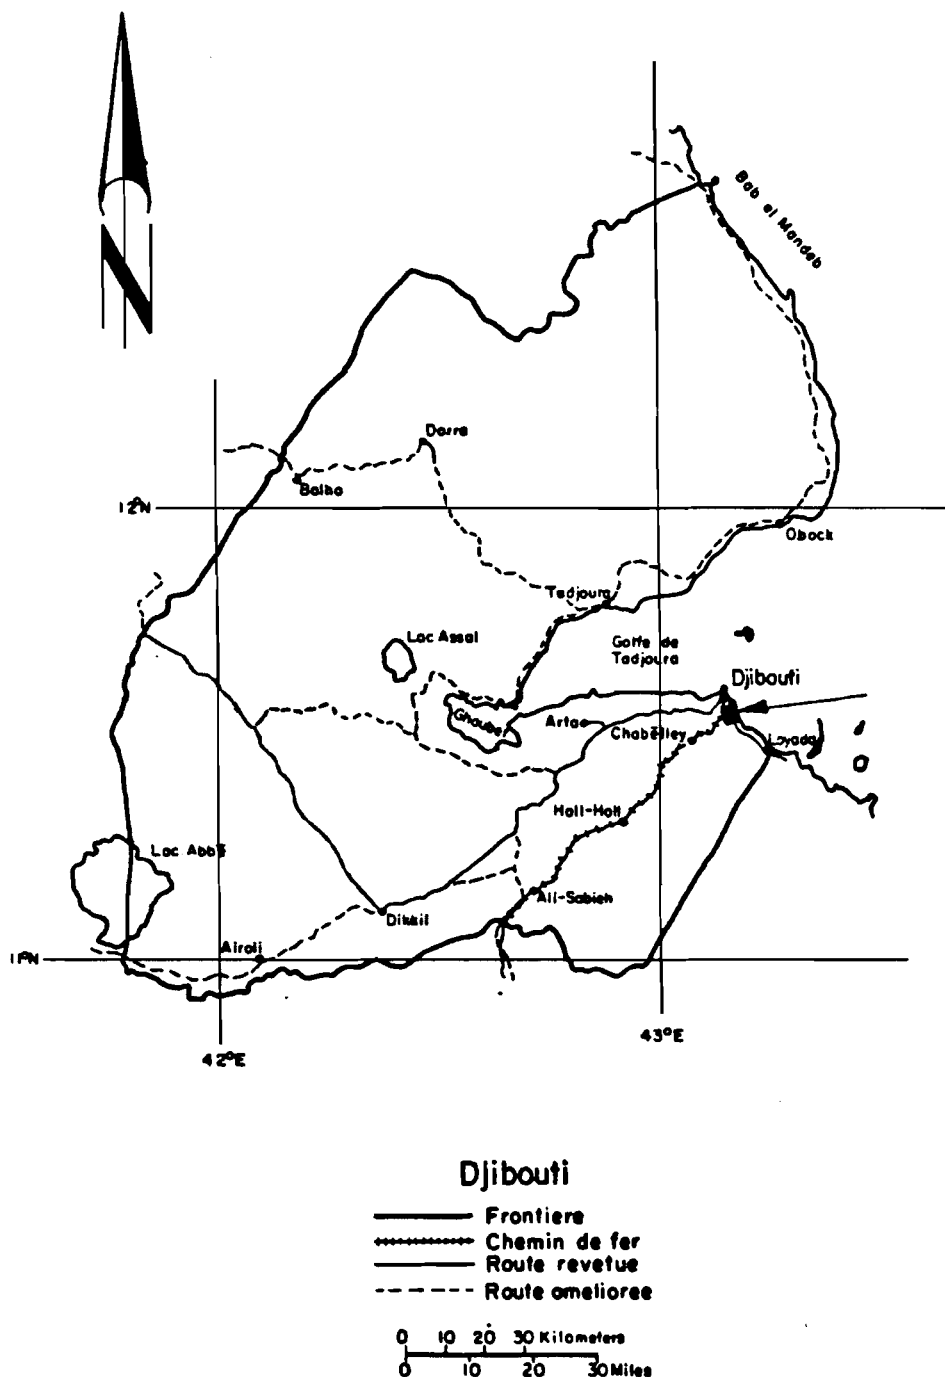 N
Bab el Mandeb
Dorra
Balho
12°N
Obock
Tadjoura
Lac Assal
Golfe de
Tadjoura
Djibouti
Ghoubet
Arta
Chabêlley
Loyada
Holl-Holl
Lac Abbé
Ali-Sabieh
Dikkil
Airoli
11°N
43°E
42°E
Djibouti
Frontiere
Chemin de fer
Route revetue
Route amelioree
0 10 20 30 Kilometers
0 10 20 30 Miles